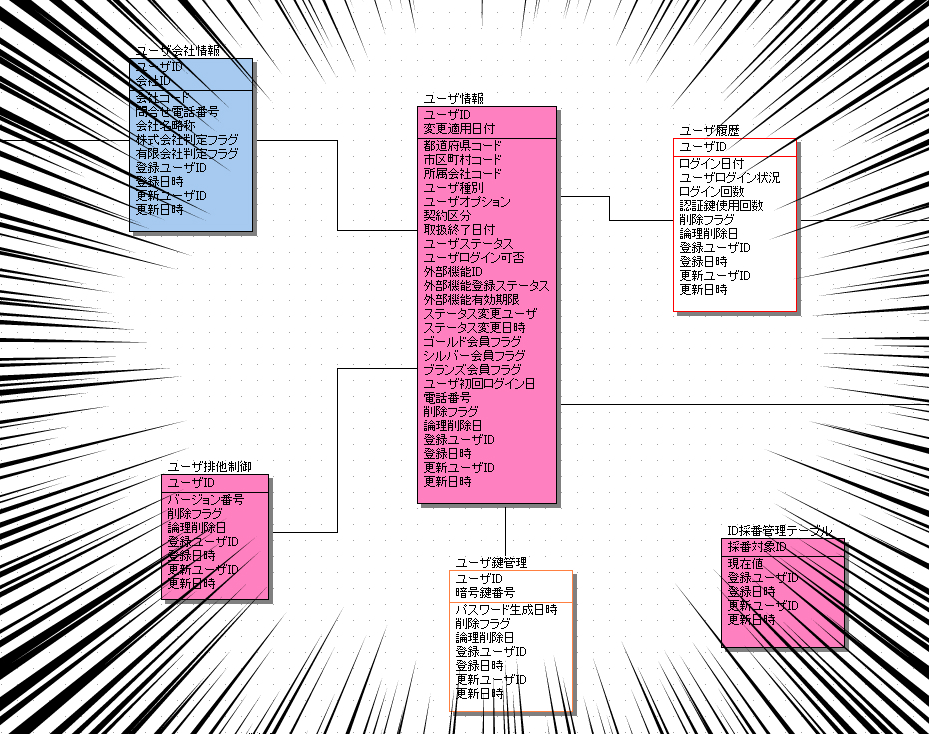 ユーザ会社情報
ユーザID
会社ID
会社コード
問合せ電話番号
会社名略称
株式会社判定フラグ
有限会社判定フラグ
登録ユーザID
登録日時
更新ユーザID
更新日時
ユーザ情報
ユーザID
変更適用日付
都道府県コード
市区町村コード
所属会社コード
ユーザ種別
ユーザオプション
契約区分
取扱終了日付
ユーザステータス
ユーザログイン可否
外部機能ID
外部機能登録ステータス
外部機能有効期限
ステータス変更ユーザ
ステータス変更日時
ゴールド会員フラグ
シルバー会員フラグ
ブランズ会員フラグ
ユーザ初回ログイン日
電話番号
削除フラグ
論理削除日
登録ユーザID
登録日時
更新ユーザID
更新日時
ユーザ履歴
ユーザID
ログイン日付
ユーザログイン状況
ログイン回数
認証鍵使用回数
削除フラグ
論理削除日
登録ユーザID
登録日時
更新ユーザID
更新日時
ユーザ排他制御
ユーザID
バージョン番号
削除フラグ
論理削除日
登録ユーザID
登録日時
更新ユーザID
更新日時
ユーザ鍵管理
ユーザID
暗号鍵番号
パスワード生成日時
削除フラグ
論理削除日
登録ユーザID
登録日時
更新ユーザID
更新日時
ID採番管理テーブル
採番対象ID
現在値
登録ユーザID
登録日時
更新ユーザID
更新日時